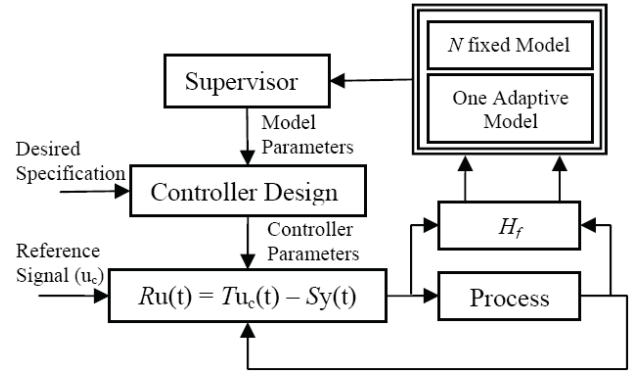 N fixed Model
Supervisor
One Adaptive
Model
Model
Parameters
Desired
Specification
Controller Design
Controller
Parameters
H_f
Reference
Signal (u_c)
Ru(t) = Tu_c(t) – Sy(t)
Process